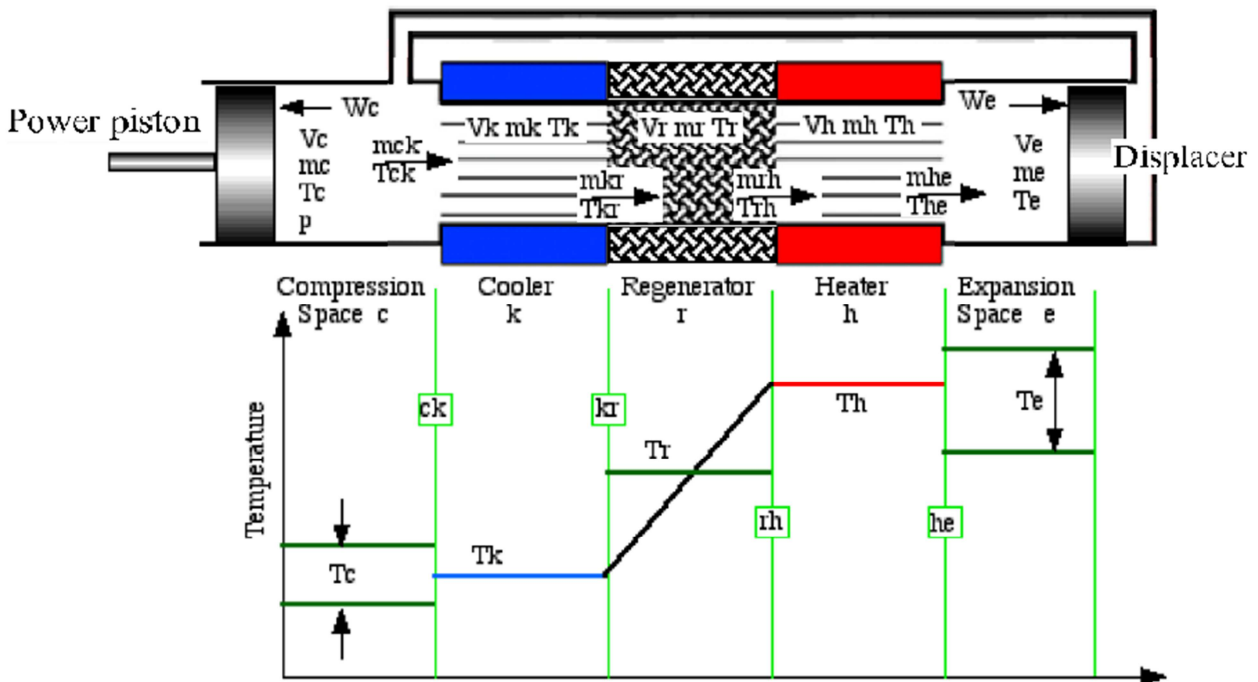 Power piston
Wc
Vc
mc
Tc
p
mck
Tck
Vk mk Tk
mkr
Tkr
Vr mr Tr
mrh
Trh
Vh mh Th
mhe
The
We
Ve
me
Te
Displacer
Compression
Space c
Cooler
k
Regenerator
r
Heater
h
Expansion
Space e
Temperature
ck
kr
Th
Te
Tr
rh
he
Tk
Tc